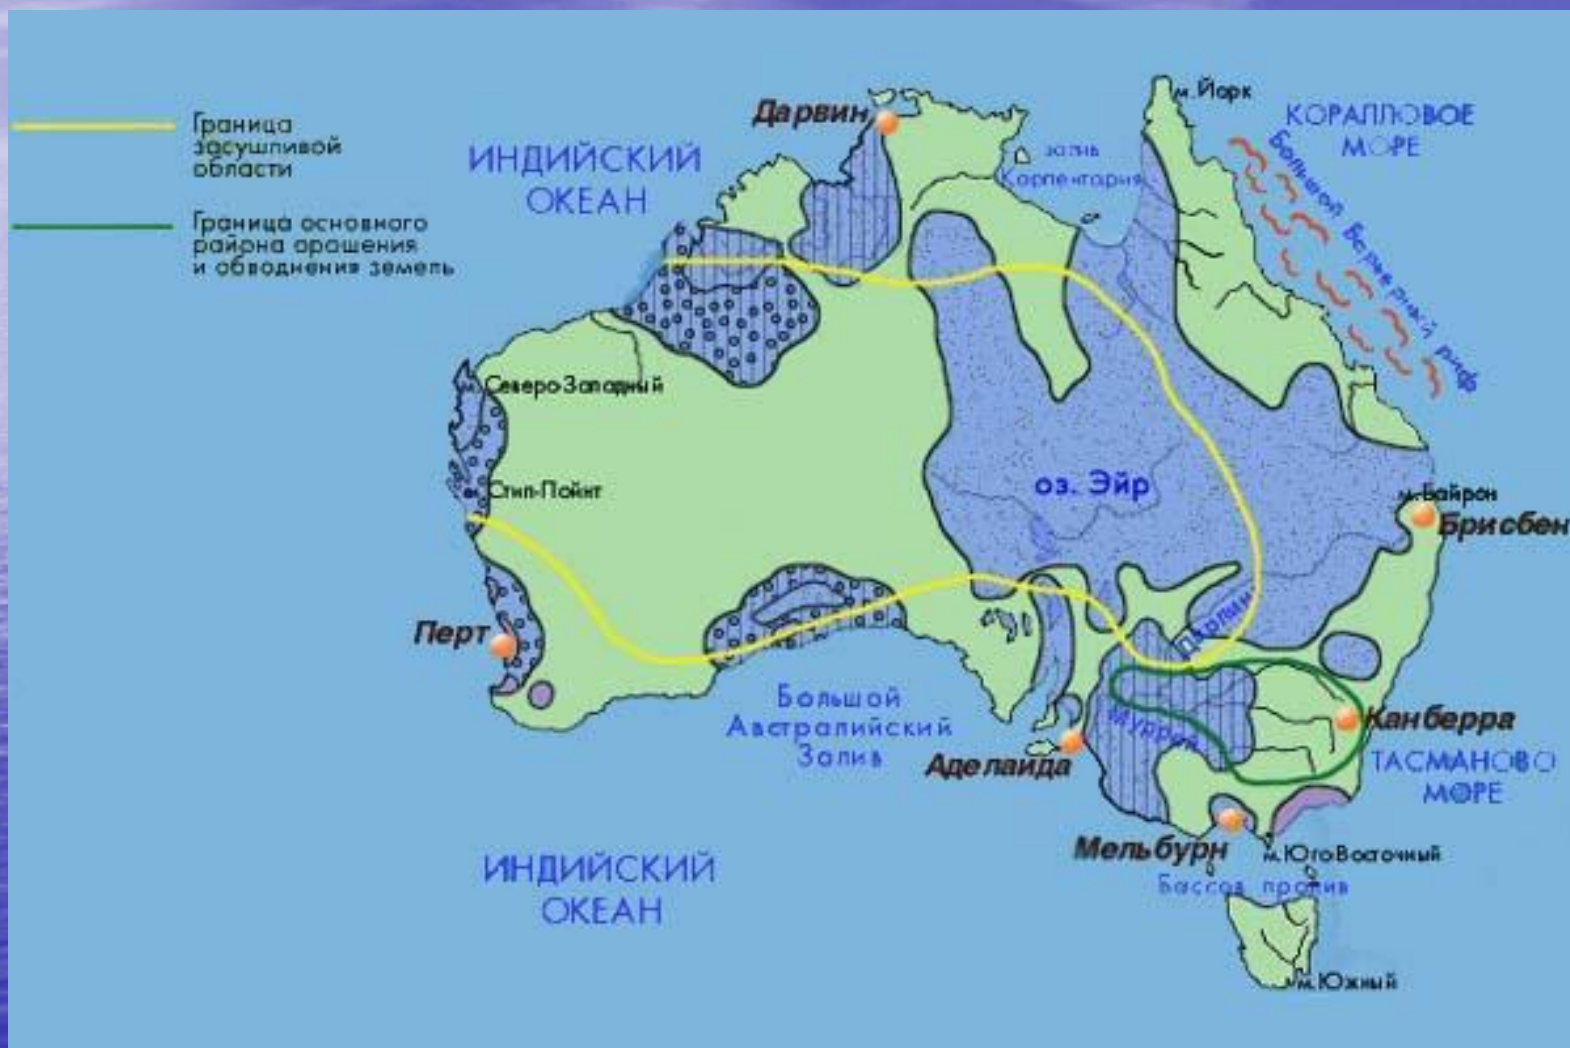 Граница
засушливой
области
Граница основного
района орошения
и обводнения земель
ИНДИЙСКИЙ
ОКЕАН
Дарвин
м. Йорк
КОРАЛЛОВОЕ
МОРЕ
залив
Карпентария
Большой Барьерный риф
м. Северо-Западный
м. Стип-Пойнт
оз. Эйр
м. Байрон
Брисбен
Перт
Дарлинг
Муррей
Большой
Австралийский
Залив
Аделаида
Канберра
ТАСМАНОВО
МОРЕ
Мельбурн
м. Юго Восточный
Бассов пролив
ИНДИЙСКИЙ
ОКЕАН
м. Южный